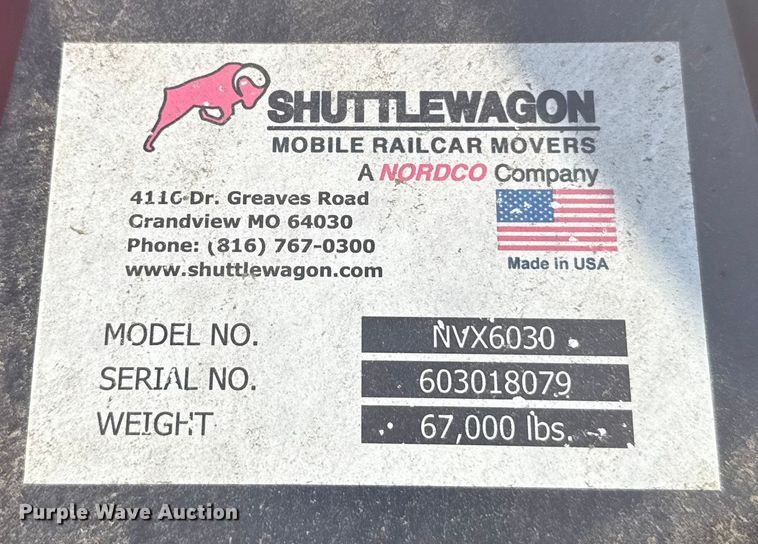 SHUTTLEWAGON
MOBILE RAILCAR MOVERS
A NORDCO Company
4110 Dr. Greaves Road
Grandview MO 64030
Phone: (816) 767-0300
www.shuttlewagon.com
Made in USA
MODEL NO. NVX6030
SERIAL NO. 603018079
WEIGHT 67,000 lbs.
Purple Wave Auction